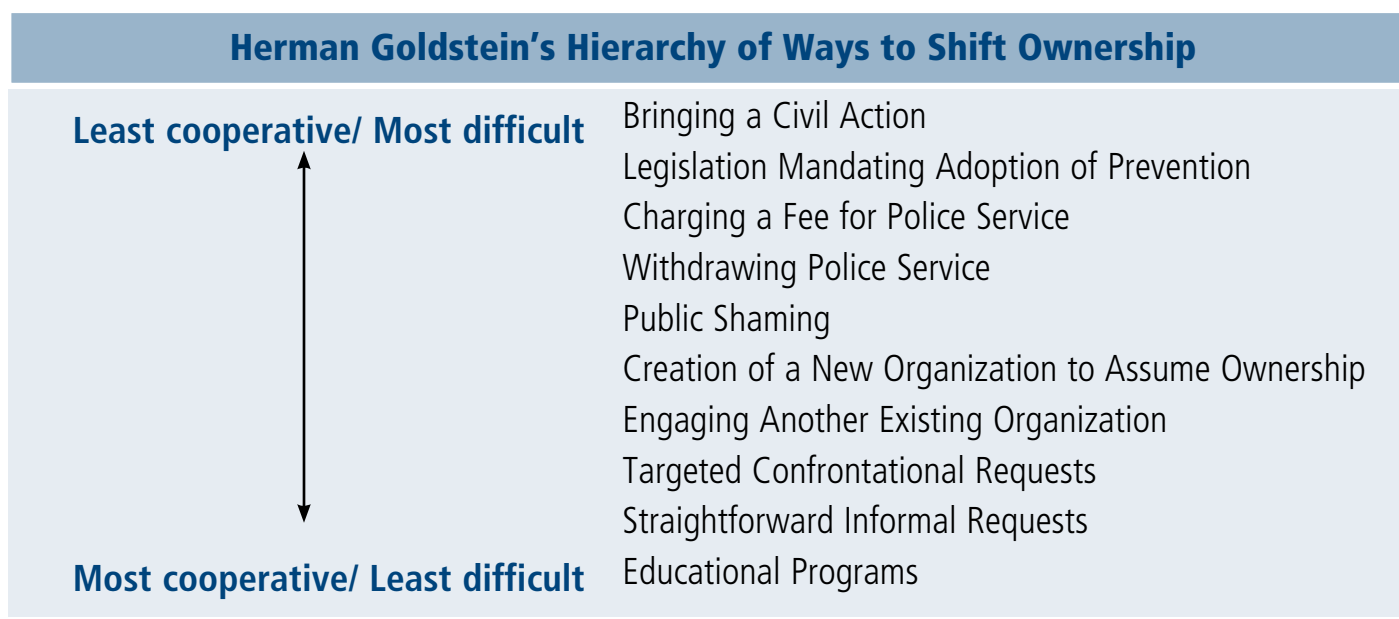 Herman Goldstein's Hierarchy of Ways to Shift Ownership
Least cooperative/ Most difficult
Bringing a Civil Action
Legislation Mandating Adoption of Prevention
Charging a Fee for Police Service
Withdrawing Police Service
Public Shaming
Creation of a New Organization to Assume Ownership
Engaging Another Existing Organization
Targeted Confrontational Requests
Straightforward Informal Requests
Most cooperative/ Least difficult
Educational Programs